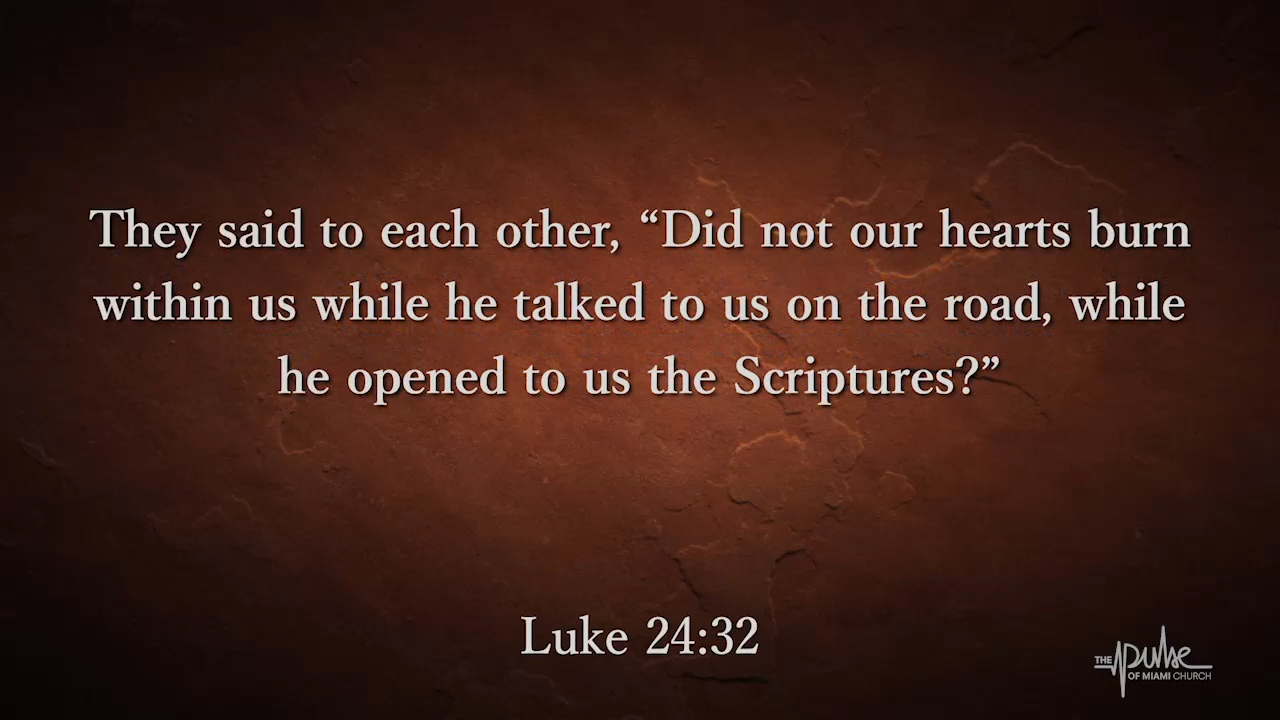 They said to each other, “Did not our hearts burn
within us while he talked to us on the road, while
he opened to us the Scriptures?”
Luke 24:32
THE pulse
OF MIAMI CHURCH